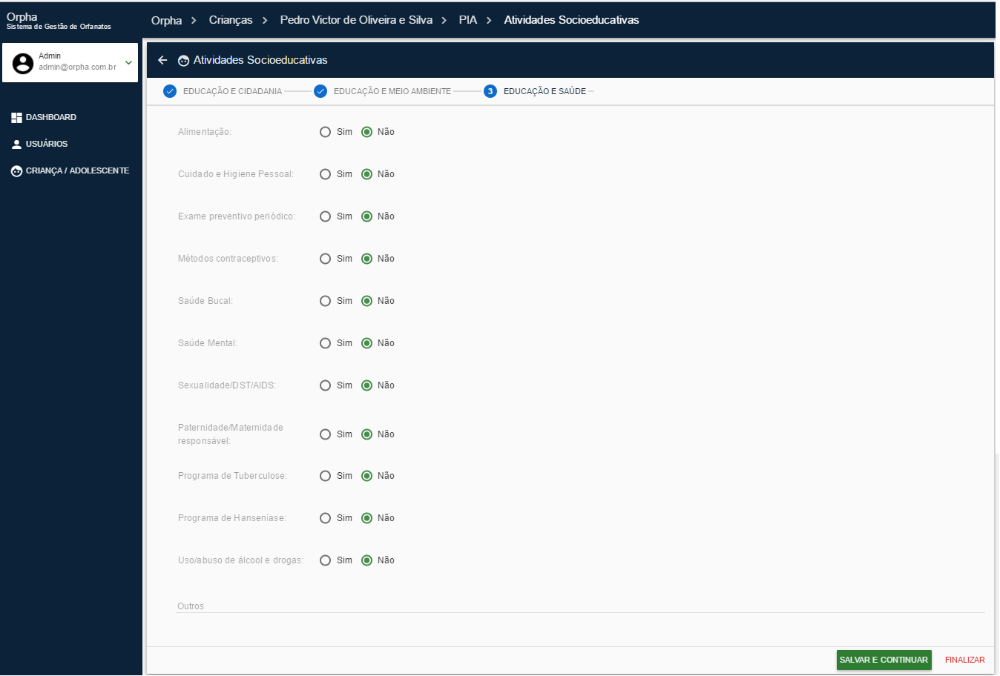 Orpha
Sistema de Gestão de Orfanatos
Orpha > Crianças > Pedro Victor de Oliveira e Silva > PIA > Atividades Socioeducativas
Admin
admin@orpha.com.br
DASHBOARD
USUÁRIOS
CRIANÇA / ADOLESCENTE
Atividades Socioeducativas
EDUCAÇÃO E CIDADANIA EDUCAÇÃO E MEIO AMBIENTE 3 EDUCAÇÃO E SAÚDE
Alimentação: Sim Não
Cuidado e Higiene Pessoal: Sim Não
Exame preventivo periódico: Sim Não
Métodos contraceptivos: Sim Não
Saúde Bucal: Sim Não
Saúde Mental: Sim Não
Sexualidade/DST/AIDS: Sim Não
Paternidade/Maternidade
responsável: Sim Não
Programa de Tuberculose: Sim Não
Programa de Hanseníase: Sim Não
Uso/abuso de álcool e drogas: Sim Não
Outros
SALVAR E CONTINUAR FINALIZAR